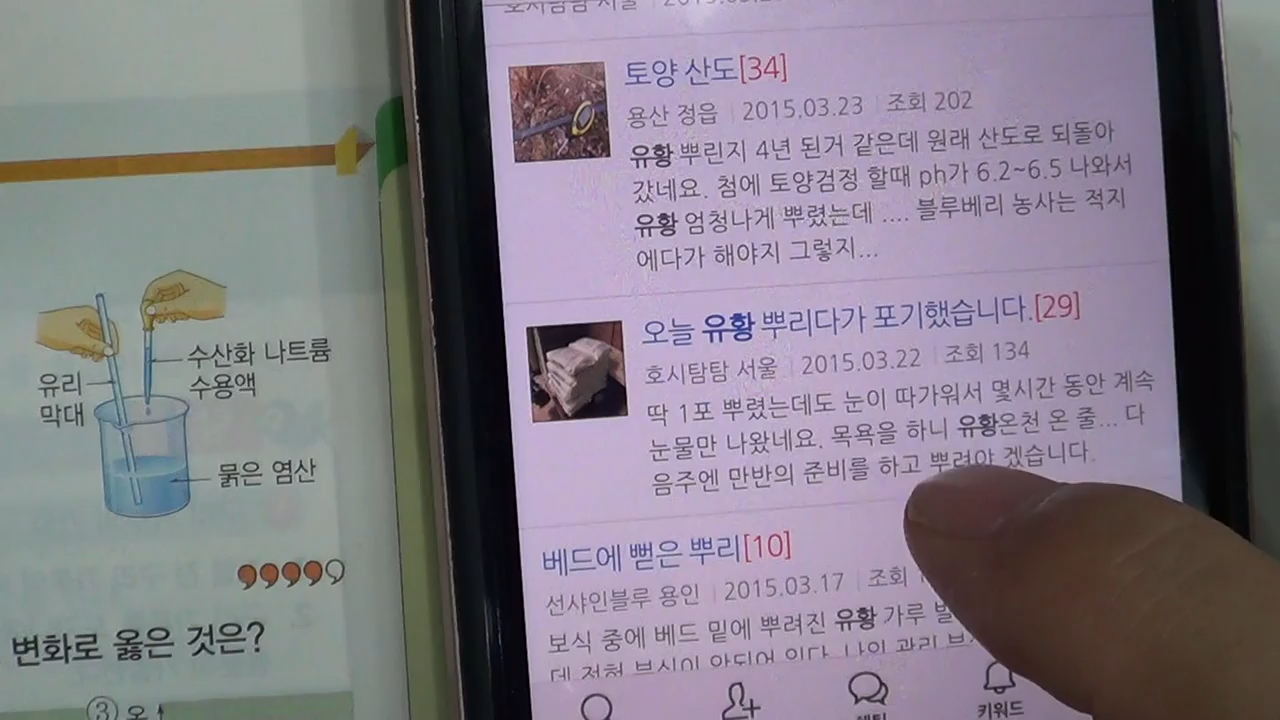 수산화 나트륨
수용액
유리
막대
묽은 염산
변화로 옳은 것은?
③
토양 산도[34]
용산 정읍 | 2015.03.23 | 조회 202
유황 뿌린지 4년 된거 같은데 원래 산도로 되돌아
갔네요. 첨에 토양검정 할때 ph가 6.2~6.5 나와서
유황 엄청나게 뿌렸는데 .... 블루베리 농사는 적지
에다가 해야지 그렇지...
오늘 유황 뿌리다가 포기했습니다.[29]
호시탐탐 서울 | 2015.03.22 | 조회 134
딱 1포 뿌렸는데도 눈이 따가워서 몇시간 동안 계속
눈물만 나왔네요. 목욕을 하니 유황온천 온 줄... 다
음주엔 만반의 준비를 하고 뿌려야 겠습니다.
베드에 뻗은 뿌리[10]
선샤인블루 용인 | 2015.03.17 | 조회
보식 중에 베드 밑에 뿌려진 유황 가루
키워드